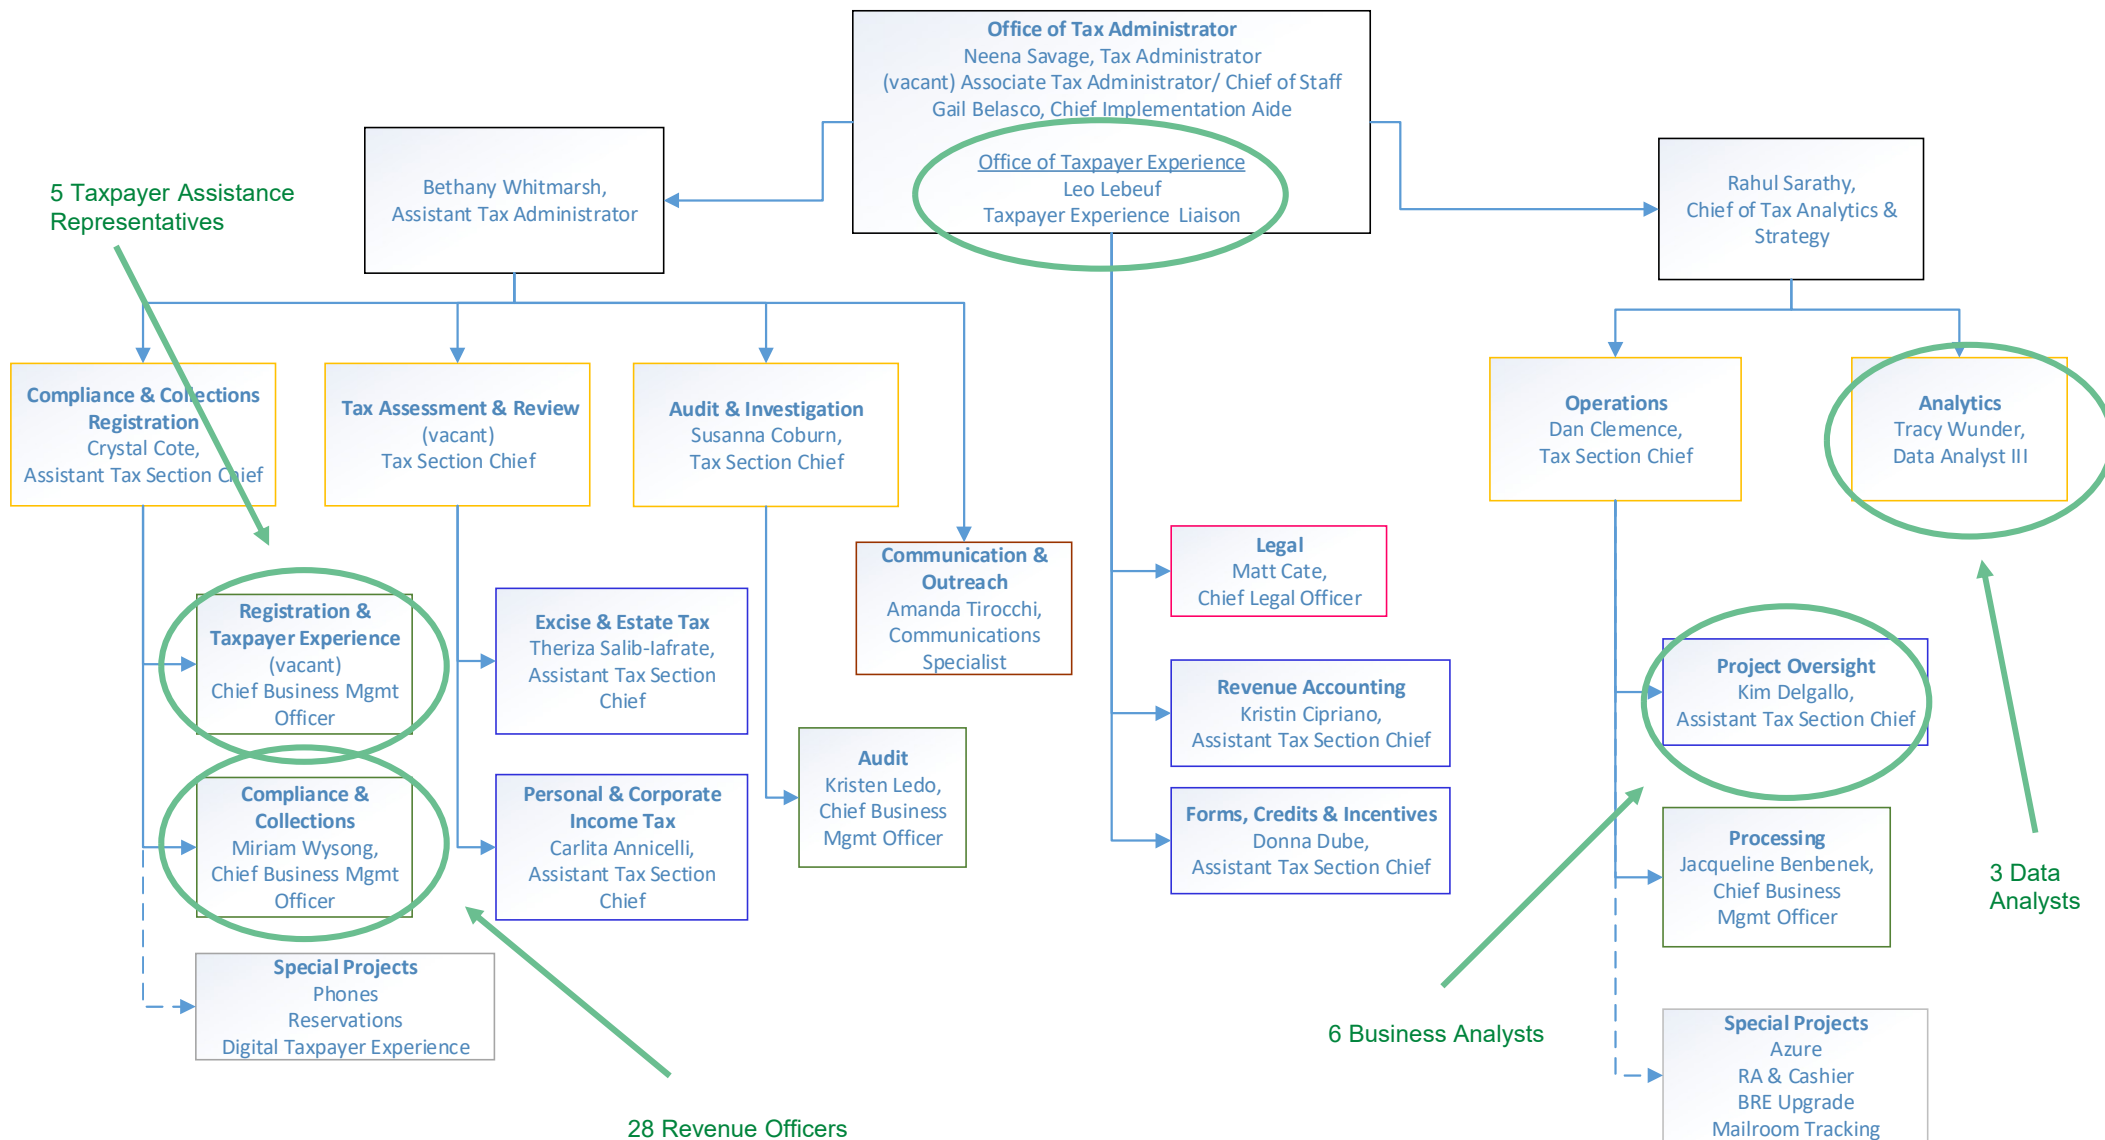 Office of Tax Administrator
Neena Savage, Tax Administrator
(vacant) Associate Tax Administrator/ Chief of Staff
Gail Belasco, Chief Implementation Aide
Office of Taxpayer Experience
Leo Lebeuf
Taxpayer Experience Liaison
Bethany Whitmarsh,
Assistant Tax Administrator
Rahul Sarathy,
Chief of Tax Analytics &
Strategy
5 Taxpayer Assistance
Representatives
Compliance & Collections
Registration
Crystal Cote,
Assistant Tax Section Chief
Tax Assessment & Review
(vacant)
Tax Section Chief
Audit & Investigation
Susanna Coburn,
Tax Section Chief
Operations
Dan Clemence,
Tax Section Chief
Analytics
Tracy Wunder,
Data Analyst III
Communication &
Outreach
Amanda Tirocchi,
Communications
Specialist
Legal
Matt Cate,
Chief Legal Officer
Registration &
Taxpayer Experience
(vacant)
Chief Business Mgmt
Officer
Excise & Estate Tax
Theriza Salib-Iafrate,
Assistant Tax Section
Chief
Revenue Accounting
Kristin Cipriano,
Assistant Tax Section Chief
Project Oversight
Kim Delgallo,
Assistant Tax Section Chief
Compliance &
Collections
Miriam Wysong,
Chief Business Mgmt
Officer
Personal & Corporate
Income Tax
Carlita Annicelli,
Assistant Tax Section
Chief
Audit
Kristen Ledo,
Chief Business
Mgmt Officer
Forms, Credits & Incentives
Donna Dube,
Assistant Tax Section Chief
Processing
Jacqueline Benbenek,
Chief Business
Mgmt Officer
3 Data
Analysts
Special Projects
Phones
Reservations
Digital Taxpayer Experience
6 Business Analysts
Special Projects
Azure
RA & Cashier
BRE Upgrade
Mailroom Tracking
28 Revenue Officers